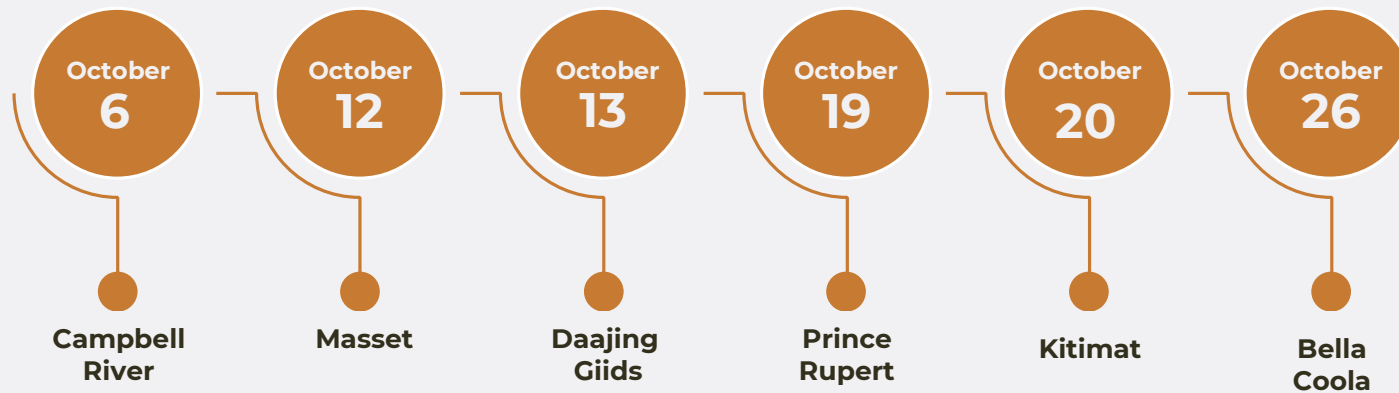 October
6
Campbell
River
October
12
Masset
October
13
Daajing
Giids
October
19
Prince
Rupert
October
20
Kitimat
October
26
Bella
Coola